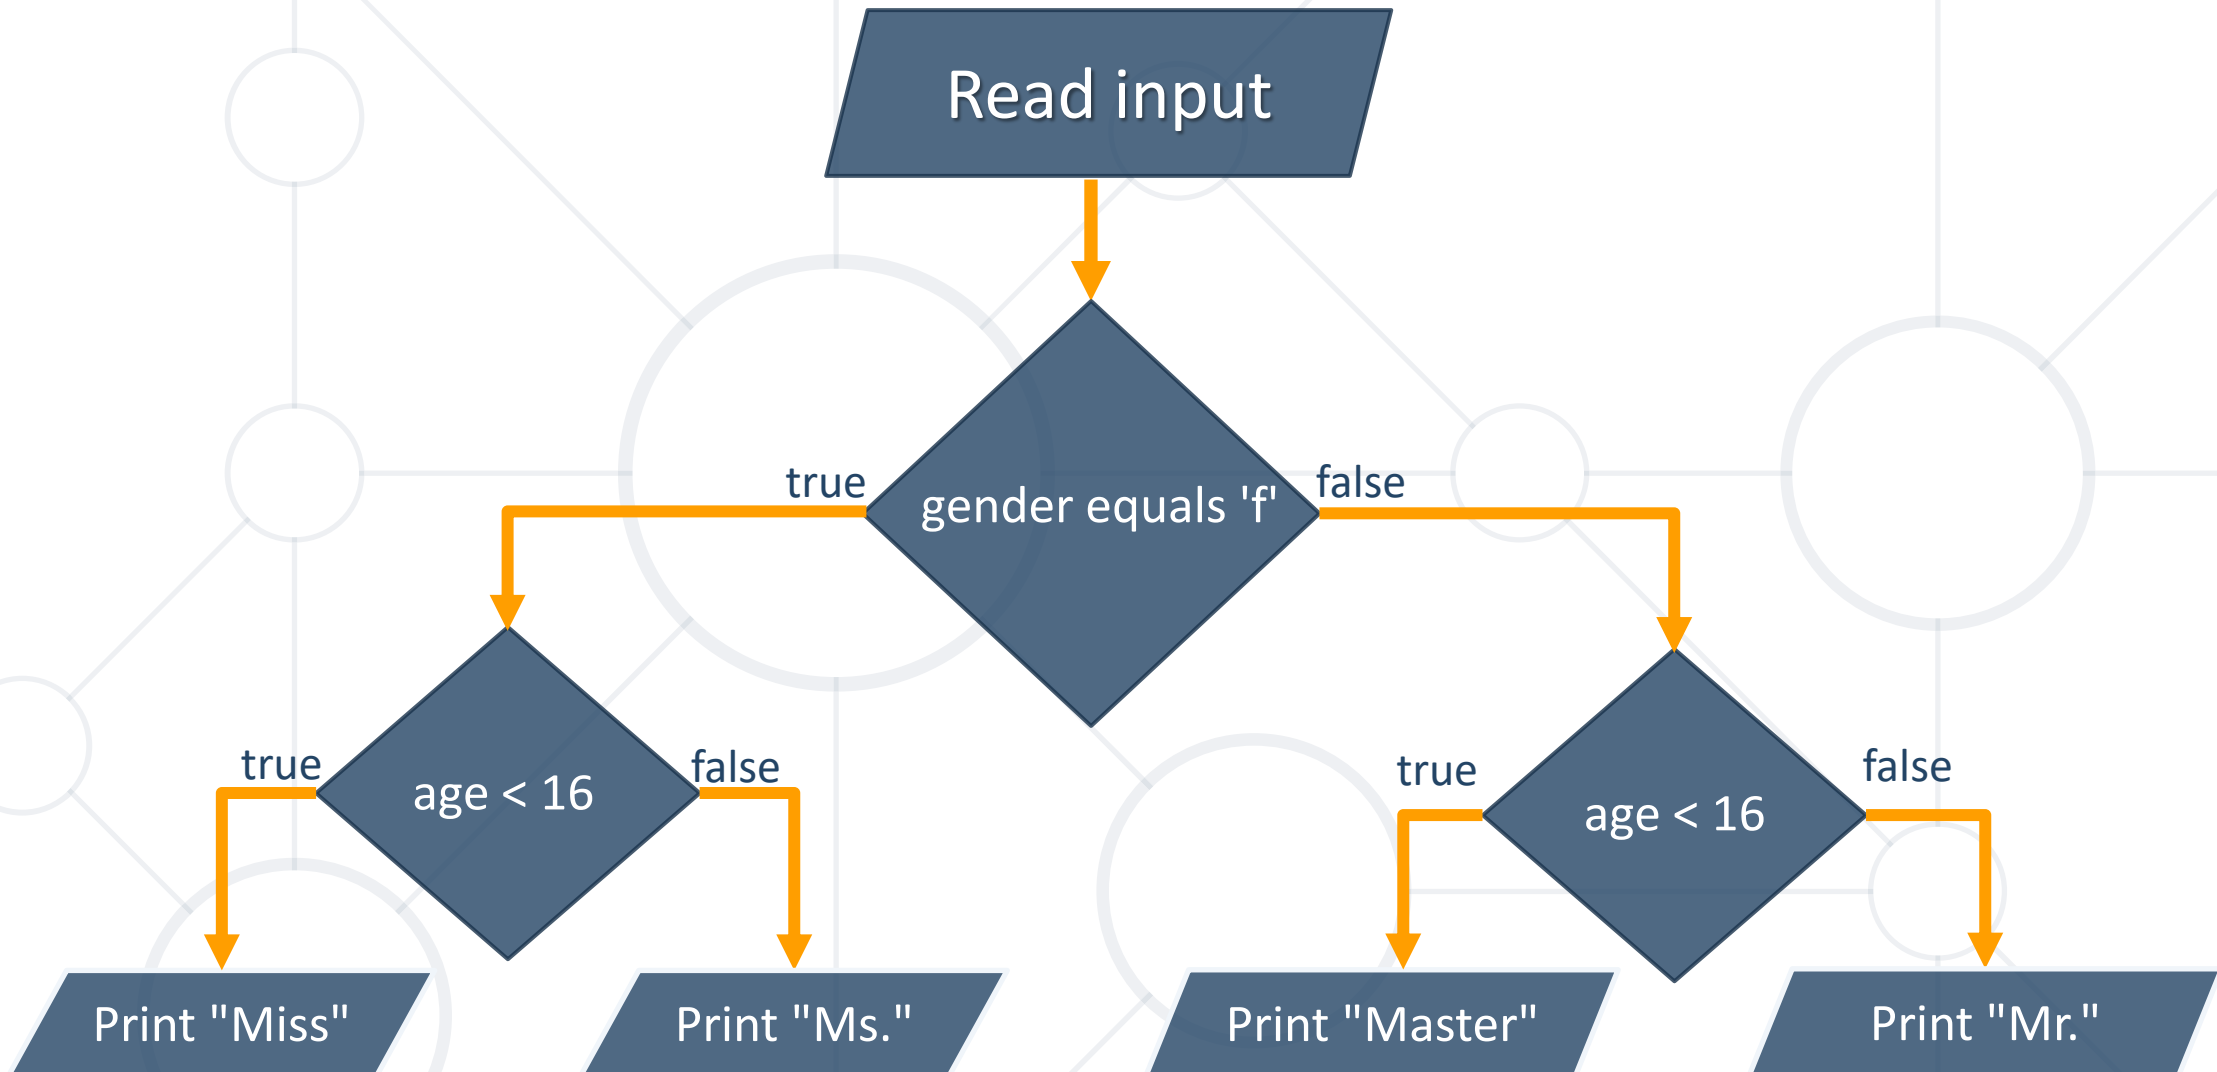 Read input
true
false
gender equals 'f'
true
false
age < 16
true
false
age < 16
Print "Miss"
Print "Ms."
Print "Master"
Print "Mr."